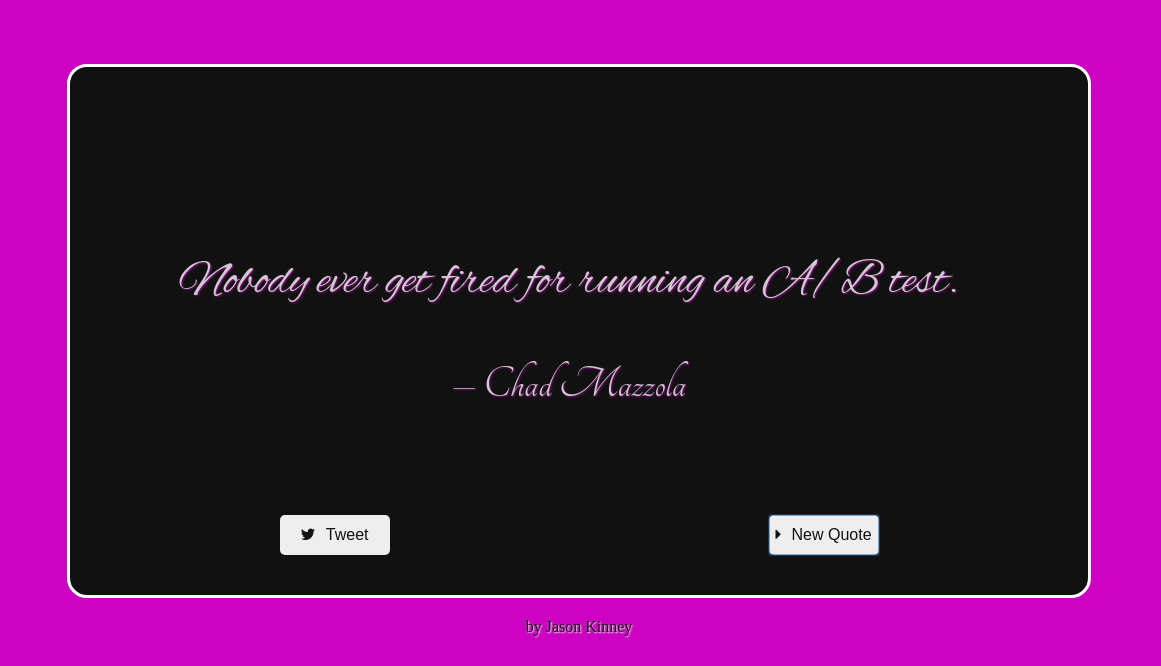 Nobody ever get fired for running an A/B test.
— Chad Mazzola
Tweet
New Quote
by Jason Kinney